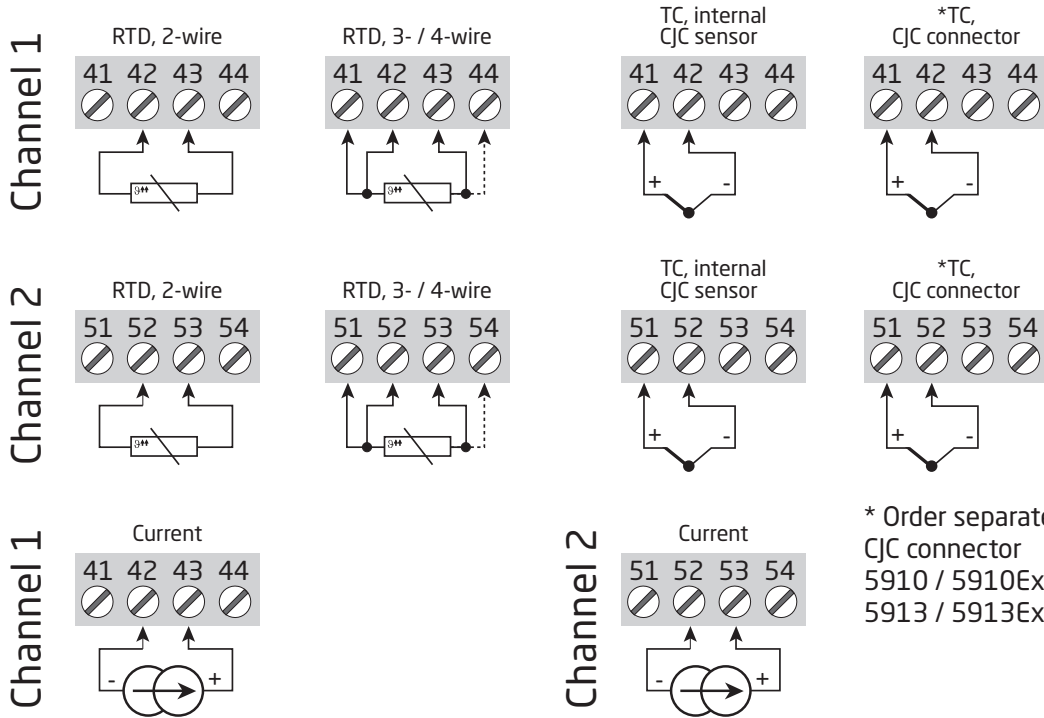 Channel 1
RTD, 2-wire
41 42 43 44
RTD, 3- / 4-wire
41 42 43 44
TC, internal
CJC sensor
41 42 43 44
+ -
*TC,
CJC connector
41 42 43 44
+ -
Channel 2
RTD, 2-wire
51 52 53 54
RTD, 3- / 4-wire
51 52 53 54
TC, internal
CJC sensor
51 52 53 54
+ -
*TC,
CJC connector
51 52 53 54
+ -
Channel 1
Current
41 42 43 44
- +
Channel 2
Current
51 52 53 54
- +
* Order separate
CJC connector
5910 / 5910Ex
5913 / 5913Ex